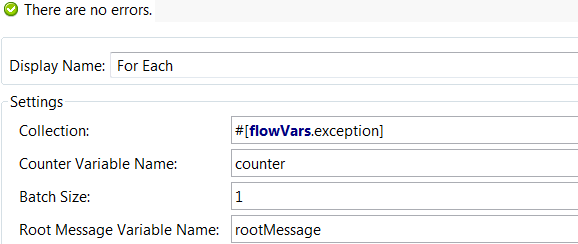 There are no errors.
Display Name: For Each
Settings
Collection: #[flowVars.exception]
Counter Variable Name: counter
Batch Size: 1
Root Message Variable Name: rootMessage